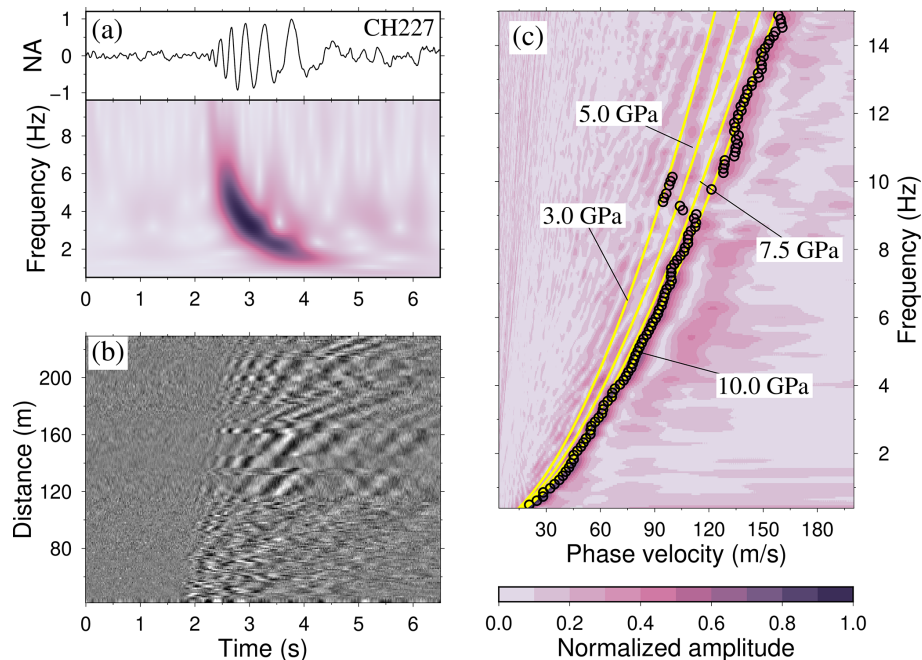 (a)
CH227
NA
1
0
−1
Frequency (Hz)
8
6
4
2
0 1 2 3 4 5 6
(b)
Distance (m)
200
160
120
80
0 1 2 3 4 5 6
Time (s)
(c)
5.0 GPa
3.0 GPa
7.5 GPa
10.0 GPa
14
12
10
8
6
4
2
Frequency (Hz)
30 60 90 120 150 180
Phase velocity (m/s)
0.0 0.2 0.4 0.6 0.8 1.0
Normalized amplitude